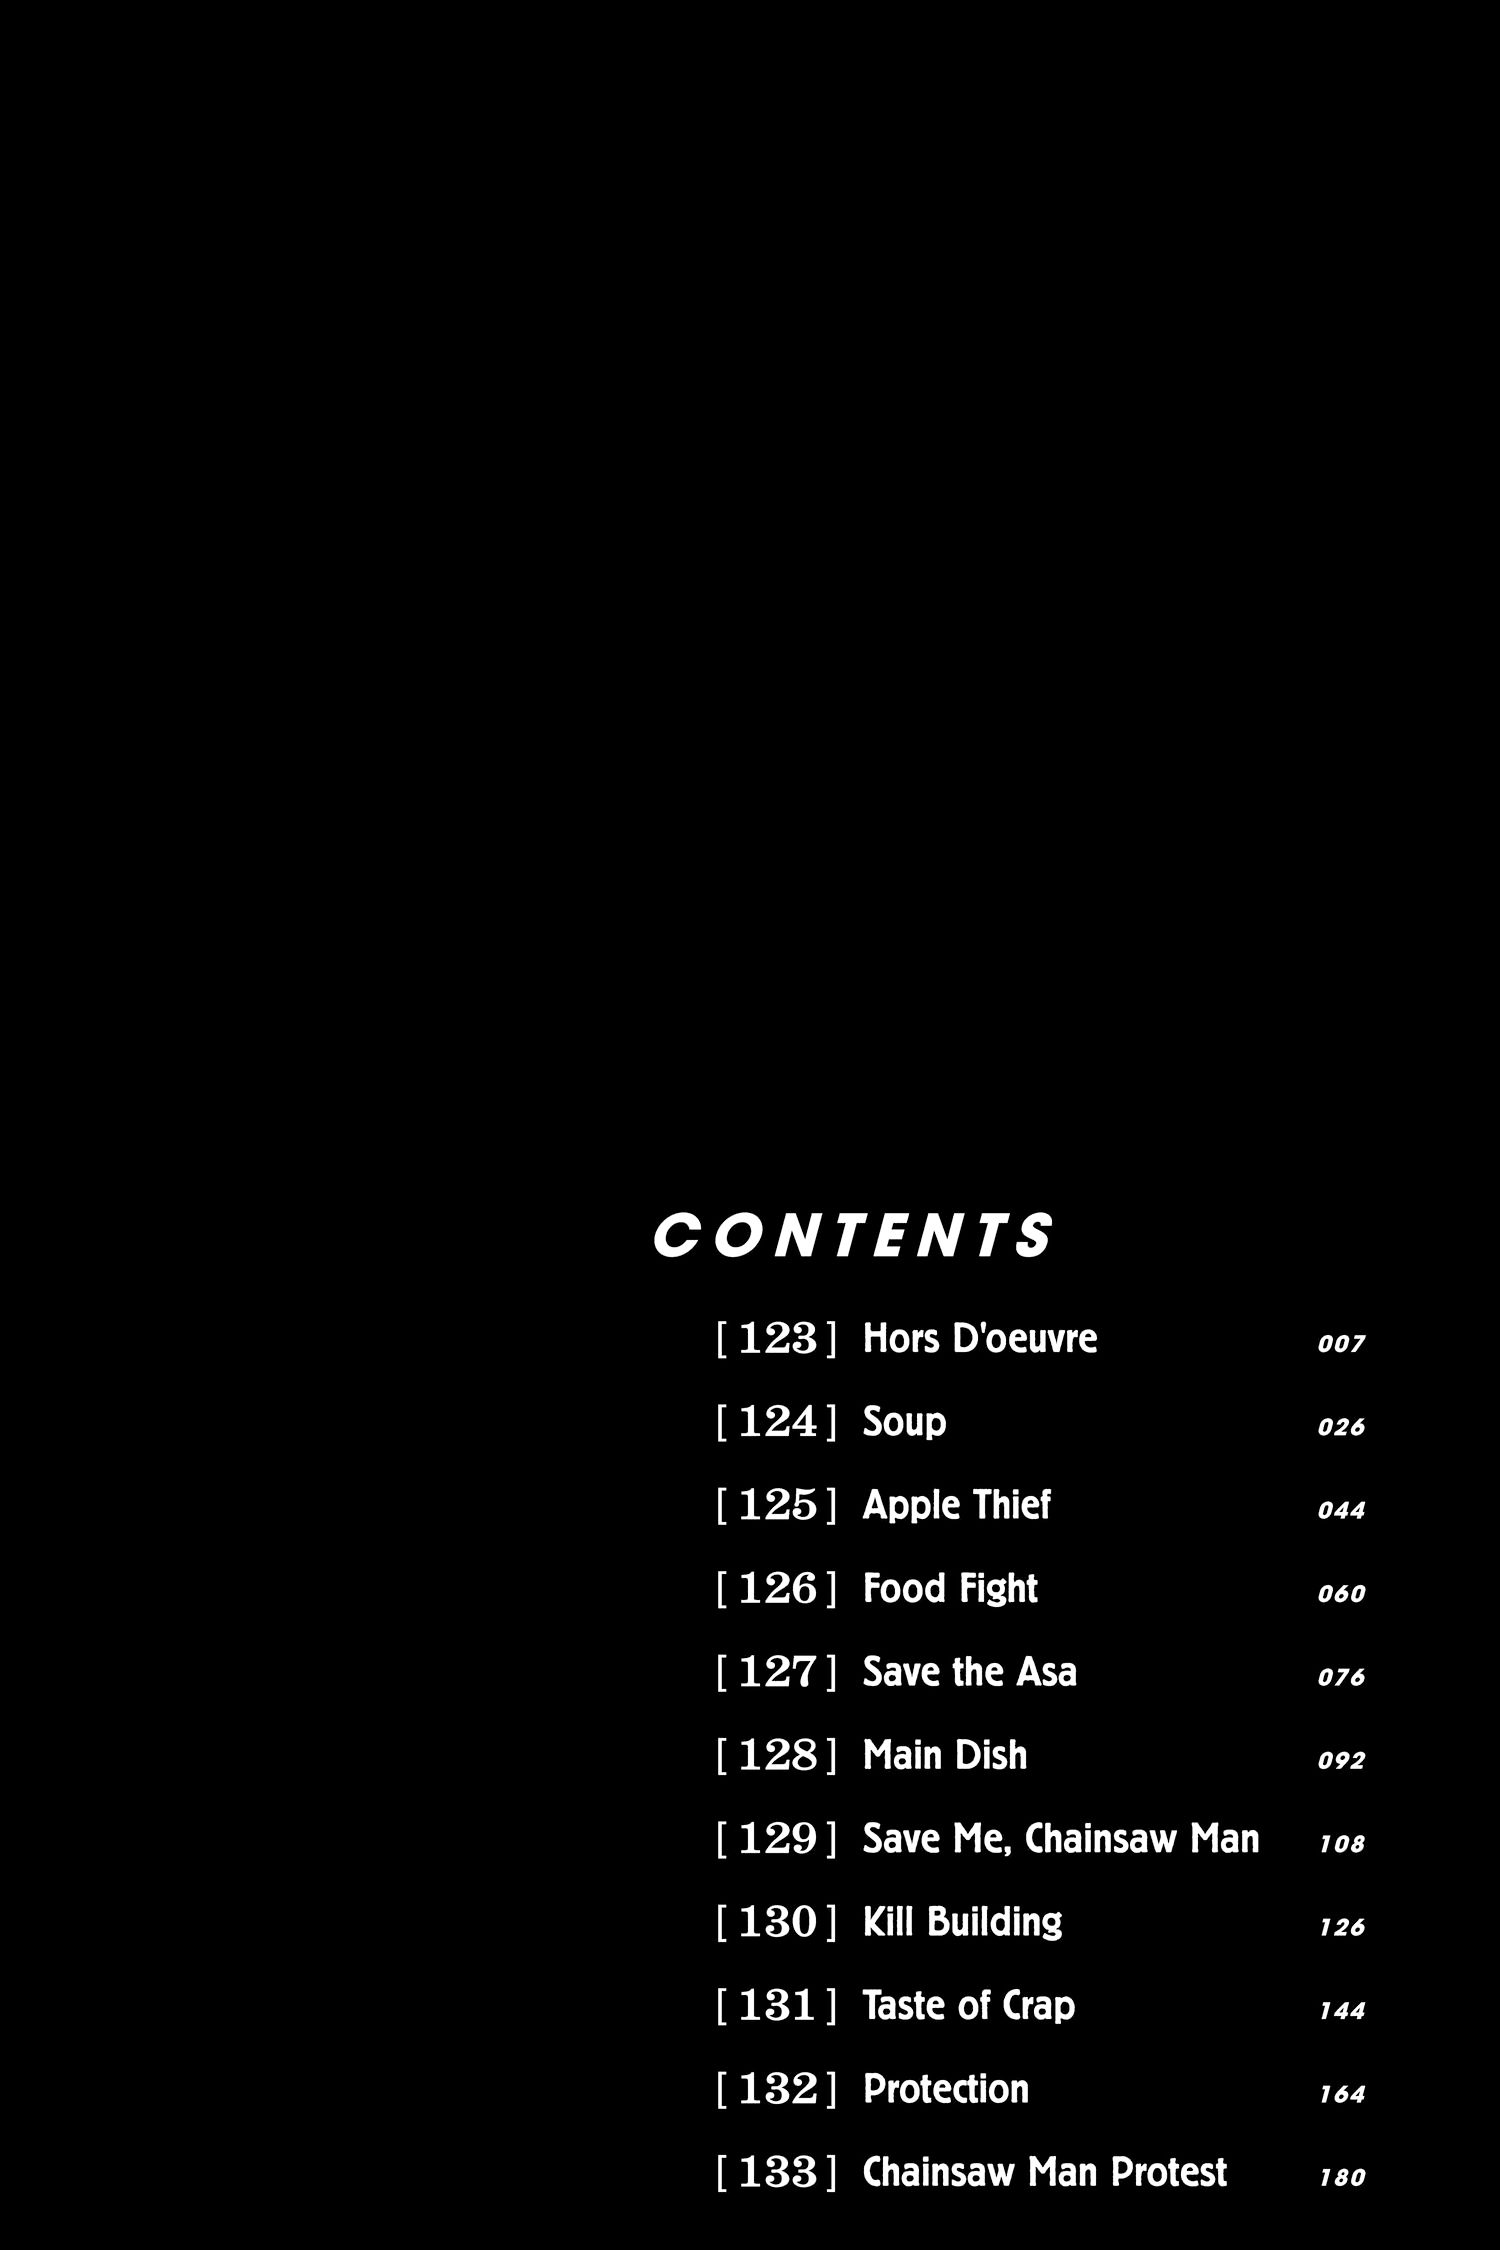 CONTENTS
[123] Hors D'oeuvre 007
[124] Soup 026
[125] Apple Thief 044
[126] Food Fight 060
[127] Save the Asa 076
[128] Main Dish 092
[129] Save Me, Chainsaw Man 108
[130] Kill Building 126
[131] Taste of Crap 144
[132] Protection 164
[133] Chainsaw Man Protest 180